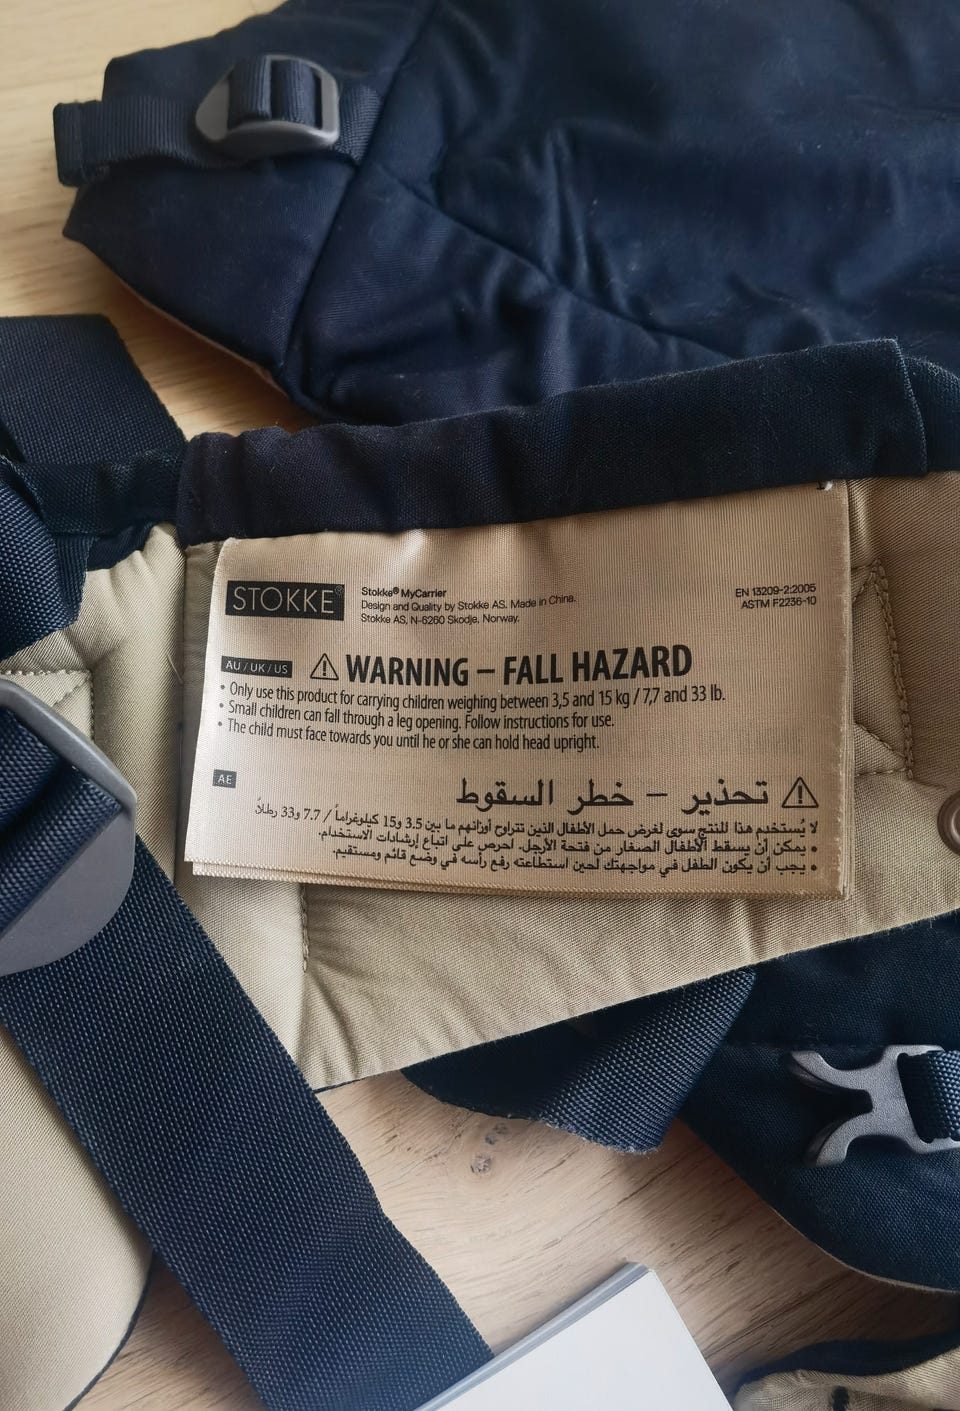 STOKKE®
Stokke® MyCarrier
Design and Quality by Stokke AS. Made in China.
Stokke AS, N-6260 Skodje, Norway.
EN 13209-2:2005
ASTM F2236-10
AU / UK / US
⚠ WARNING – FALL HAZARD
• Only use this product for carrying children weighing between 3,5 and 15 kg / 7,7 and 33 lb.
• Small children can fall through a leg opening. Follow instructions for use.
• The child must face towards you until he or she can hold head upright.
AE
⚠ تحذير – خطر السقوط
لا يُستخدم هذا للمنتج سوى لغرض حمل الأطفال الذين تتراوح أوزانهم ما بين 3.5 و15 كيلوغراماً / 7.7 و33 رطلاً.
• يمكن أن يسقط الأطفال الصغار من فتحة الأرجل. احرص على اتباع إرشادات الاستخدام.
• يجب أن يكون الطفل في مواجهتك لحين استطاعته رفع رأسه في وضع قائم ومستقيم.